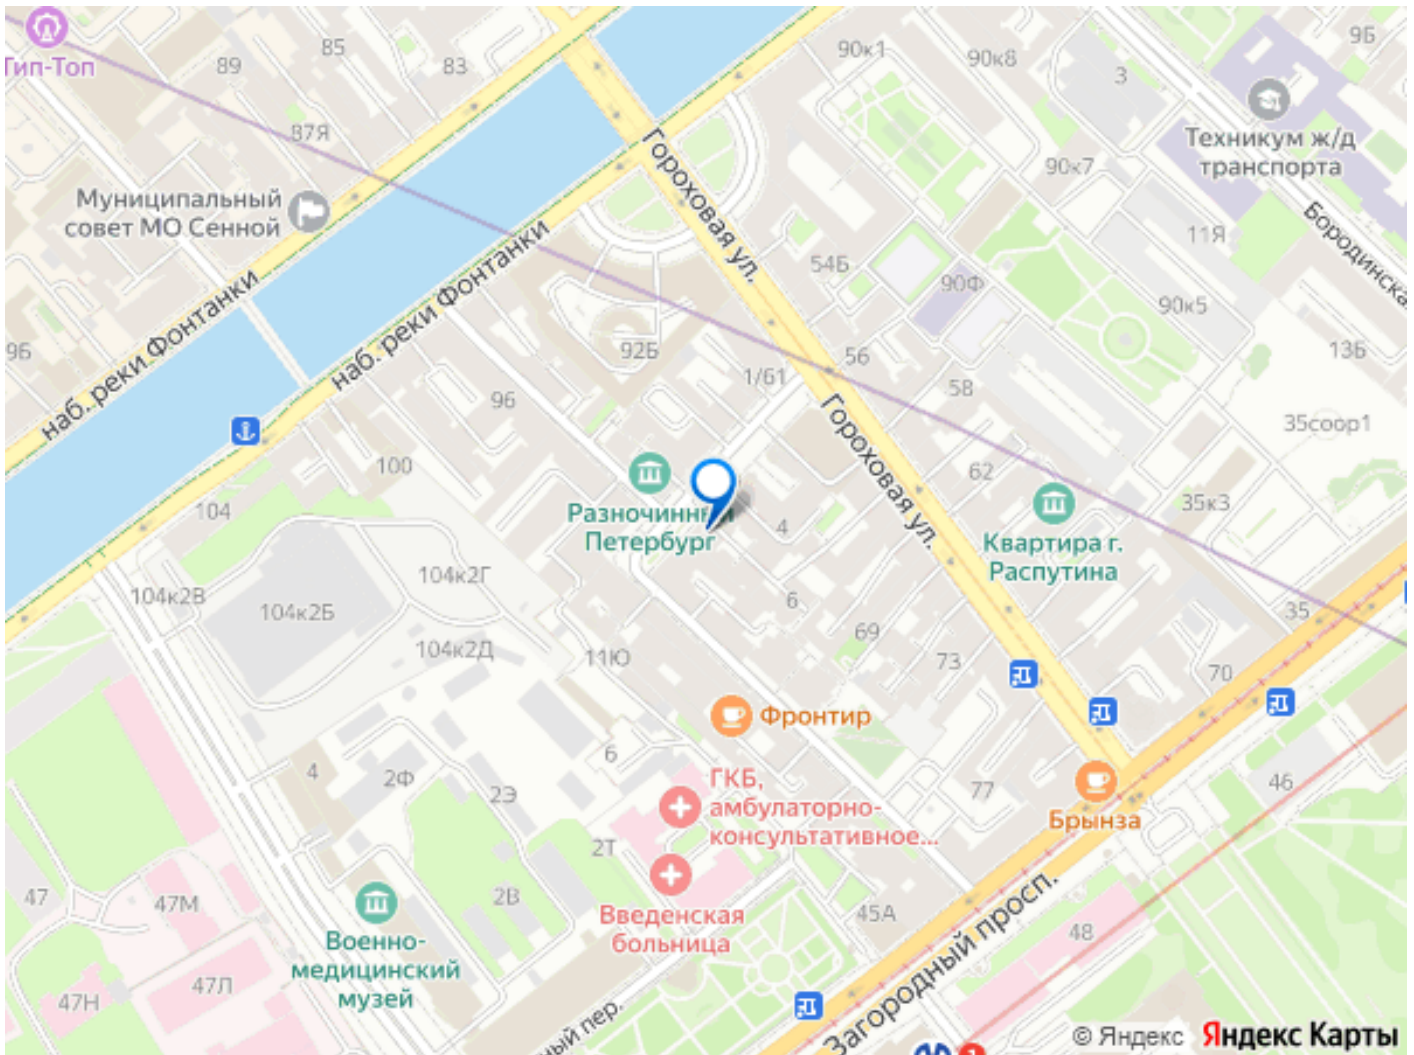 Тип-Топ
89
85
83
87Я
Муниципальный
совет МО Сенной
наб. реки Фонтанки
наб. реки Фонтанки
Гороховая ул.
90к1
90к8
3
9Б
Техникум ж/д
транспорта
90к7
11Я
Бородинска
54Б
90Ф
90к5
13Б
96
92Б
1/61
56
58
96
35соор1
100
Гороховая ул.
62
35к3
104
Разночинный
Петербург
4
Квартира г.
Распутина
104к2В
104к2Г
104к2Б
6
35
104к2Д
11Ю
69
73
70
Фронтир
6
4
2Ф
2Э
ГКБ,
амбулаторно-
консультативное...
77
Брынза
46
2Т
47
47М
2В
Введенская
больница
45А
Загородный просп.
48
Военно-
медицинский
музей
47Л
47Н
ный пер.
© Яндекс Яндекс Карты